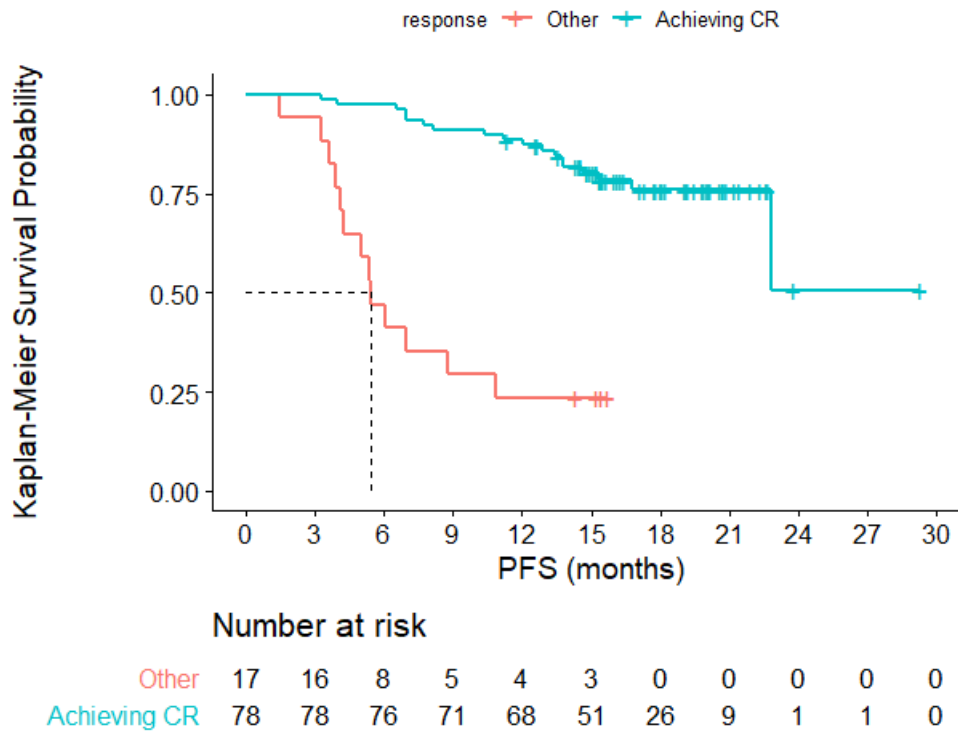 response Other Achieving CR
Kaplan-Meier Survival Probability
1.00
0.75
0.50
0.25
0.00
0 3 6 9 12 15 18 21 24 27 30
PFS (months)
Number at risk
Other 17 16 8 5 4 3 0 0 0 0 0
Achieving CR 78 78 76 71 68 51 26 9 1 1 0